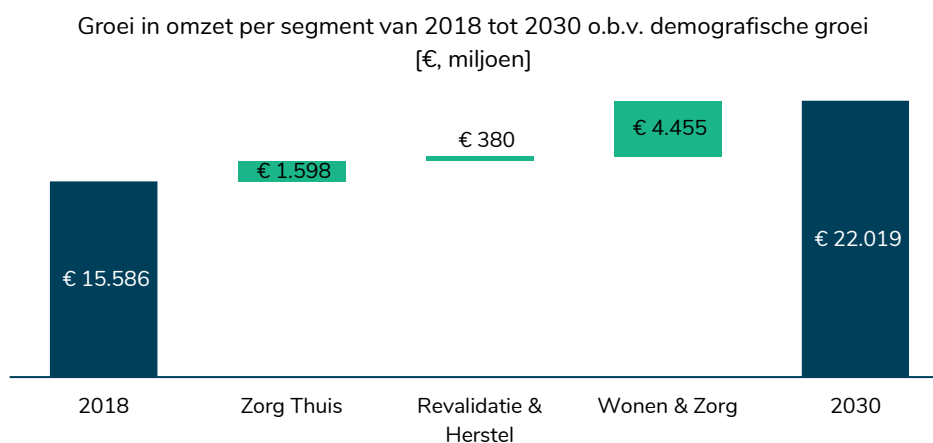 Groei in omzet per segment van 2018 tot 2030 o.b.v. demografische groei
[€, miljoen]
€ 15.586
€ 1.598
€ 380
€ 4.455
€ 22.019
2018
Zorg Thuis
Revalidatie &
Herstel
Wonen & Zorg
2030